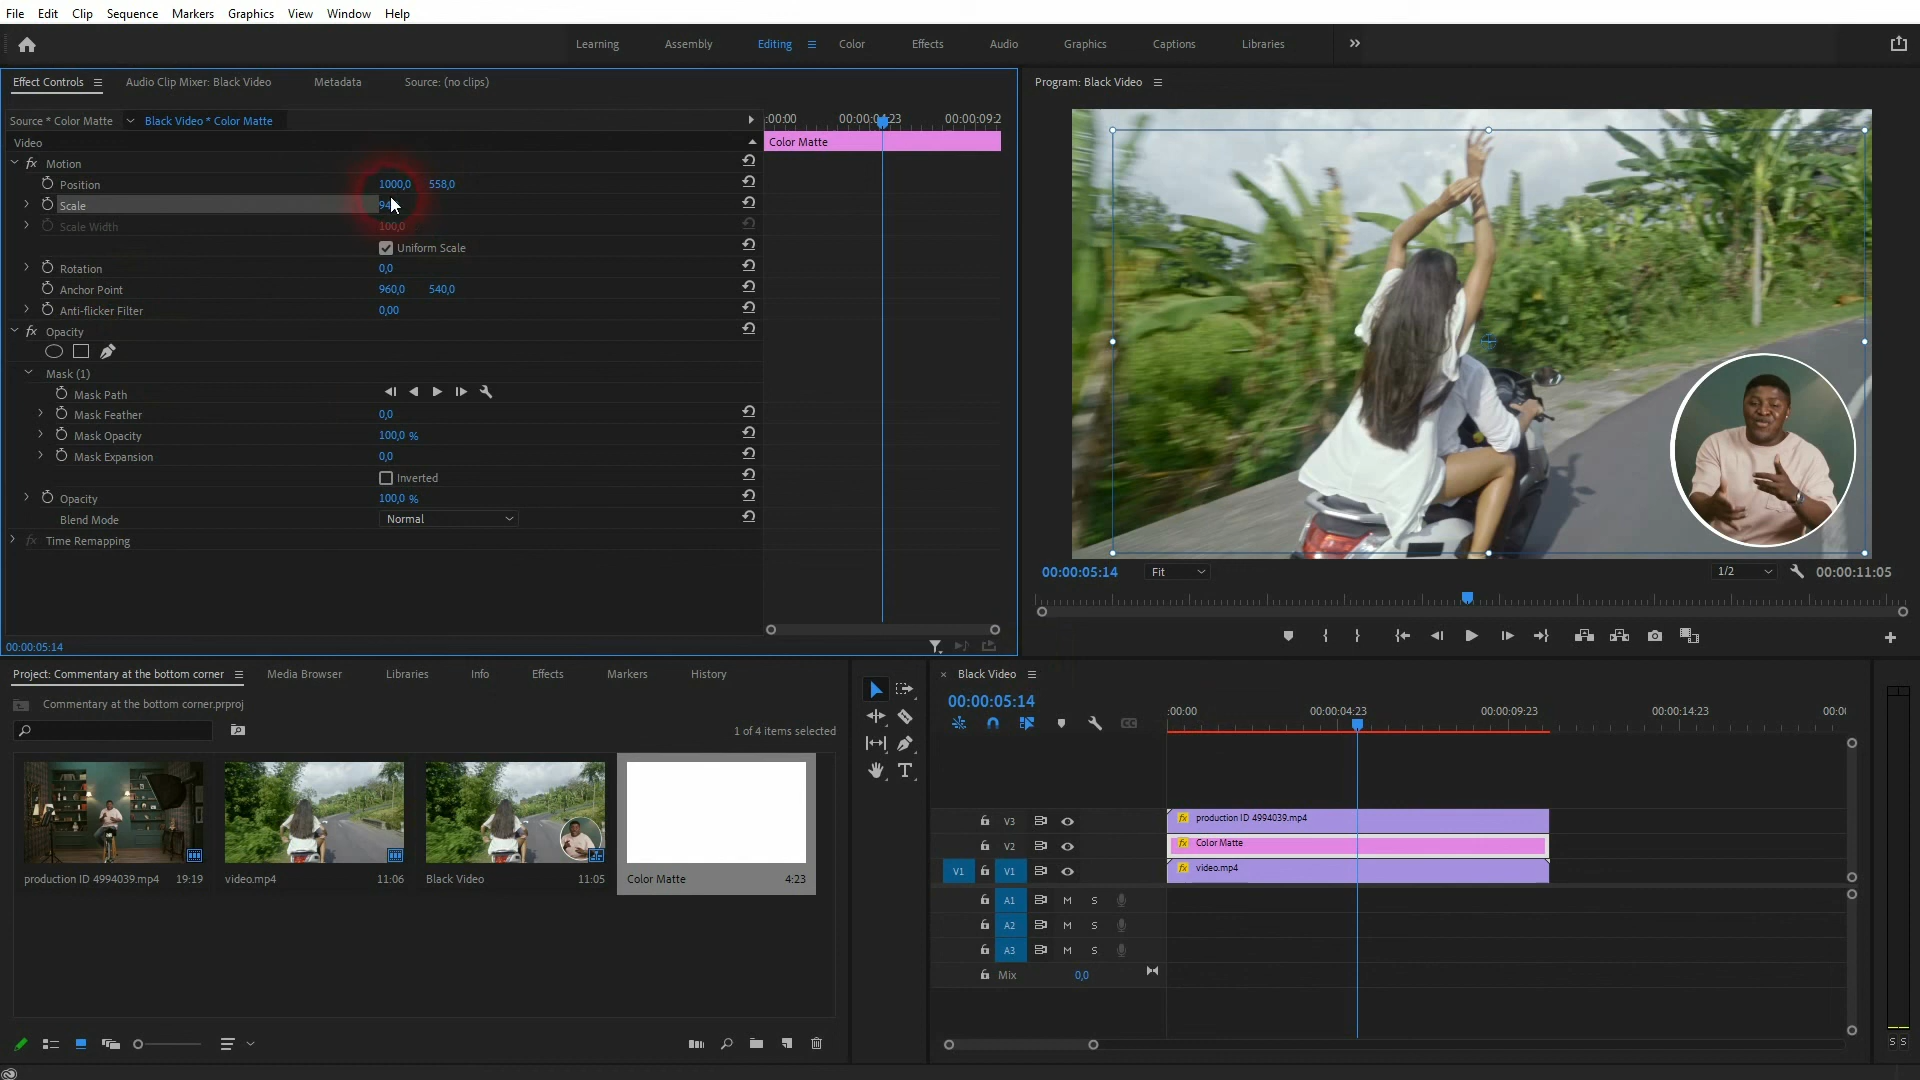 File Edit Clip Sequence Markers Graphics View Window Help
Learning Assembly Editing Color Effects Audio Graphics Captions Libraries
Effect Controls Audio Clip Mixer: Black Video Metadata Source: (no clips)
Source * Color Matte Black Video * Color Matte
:00:00 00:00:04:23 00:00:09:2
Video
Color Matte
fx Motion
Position 1000,0 558,0
Scale 94
Scale Width 100,0
Uniform Scale
Rotation 0,0
Anchor Point 960,0 540,0
Anti-flicker Filter 0,00
fx Opacity
Mask (1)
Mask Path
Mask Feather 0,0
Mask Opacity 100,0 %
Mask Expansion 0,0
Inverted
Opacity 100,0 %
Blend Mode Normal
fx Time Remapping
00:00:05:14
Program: Black Video
00:00:05:14 Fit 1/2 00:00:11:05
Project: Commentary at the bottom corner Media Browser Libraries Info Effects Markers History
Commentary at the bottom corner.prproj
1 of 4 items selected
production ID 4994039.mp4 19:19
video.mp4 11:06
Black Video 11:05
Color Matte 4:23
T
× Black Video
00:00:05:14
:00:00 00:00:04:23 00:00:09:23 00:00:14:23 00:0
CC
V3 fx production ID 4994039.mp4
V2 fx Color Matte
V1 V1 fx video.mp4
A1 M S
A2 M S
A3 M S
Mix 0,0
S S